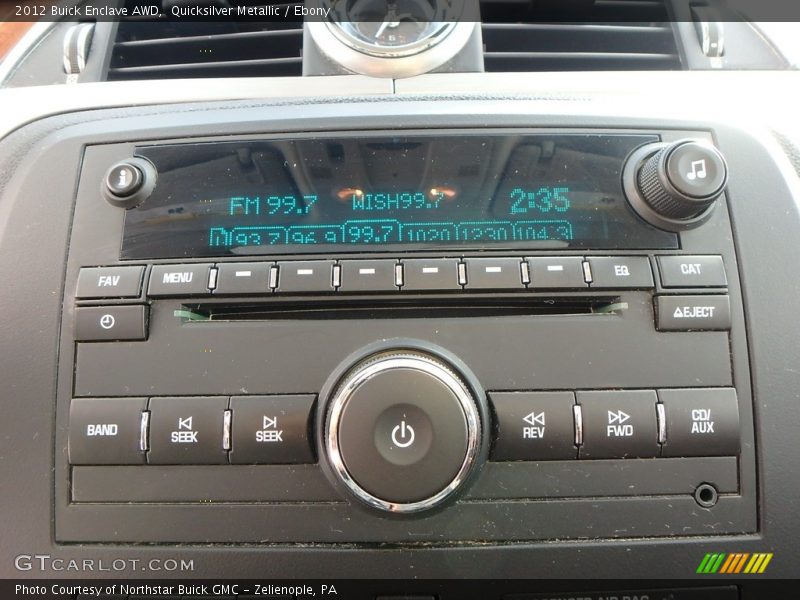 2012 Buick Enclave AWD, Quicksilver Metallic / Ebony
FM 99.7 WISH99.7 2:35
93.7 96.9 99.7 1020 1230 104.3
FAV MENU EQ CAT
EJECT
BAND SEEK SEEK REV FWD CD/
AUX
GTCARLOT.COM
Photo Courtesy of Northstar Buick GMC - Zelienople, PA